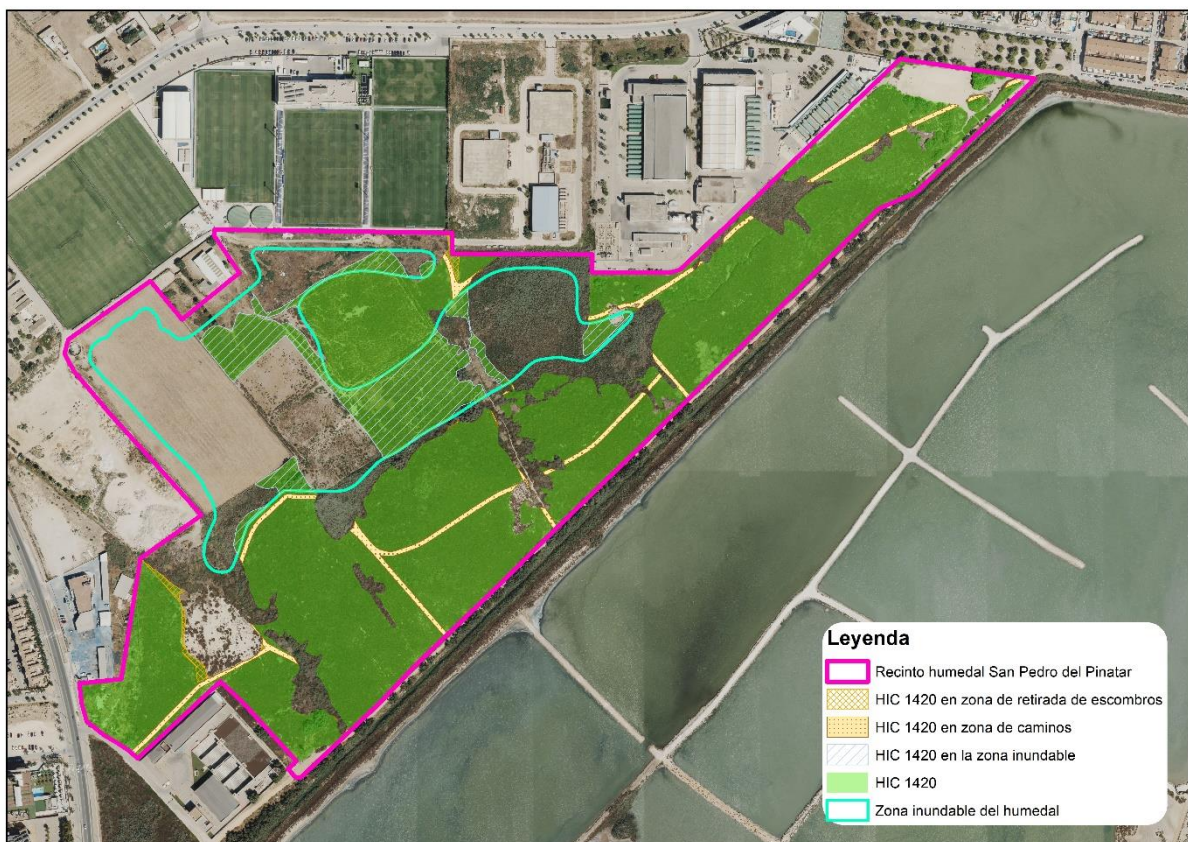 Leyenda
Recinto humedal San Pedro del Pinatar
HIC 1420 en zona de retirada de escombros
HIC 1420 en zona de caminos
HIC 1420 en la zona inundable
HIC 1420
Zona inundable del humedal